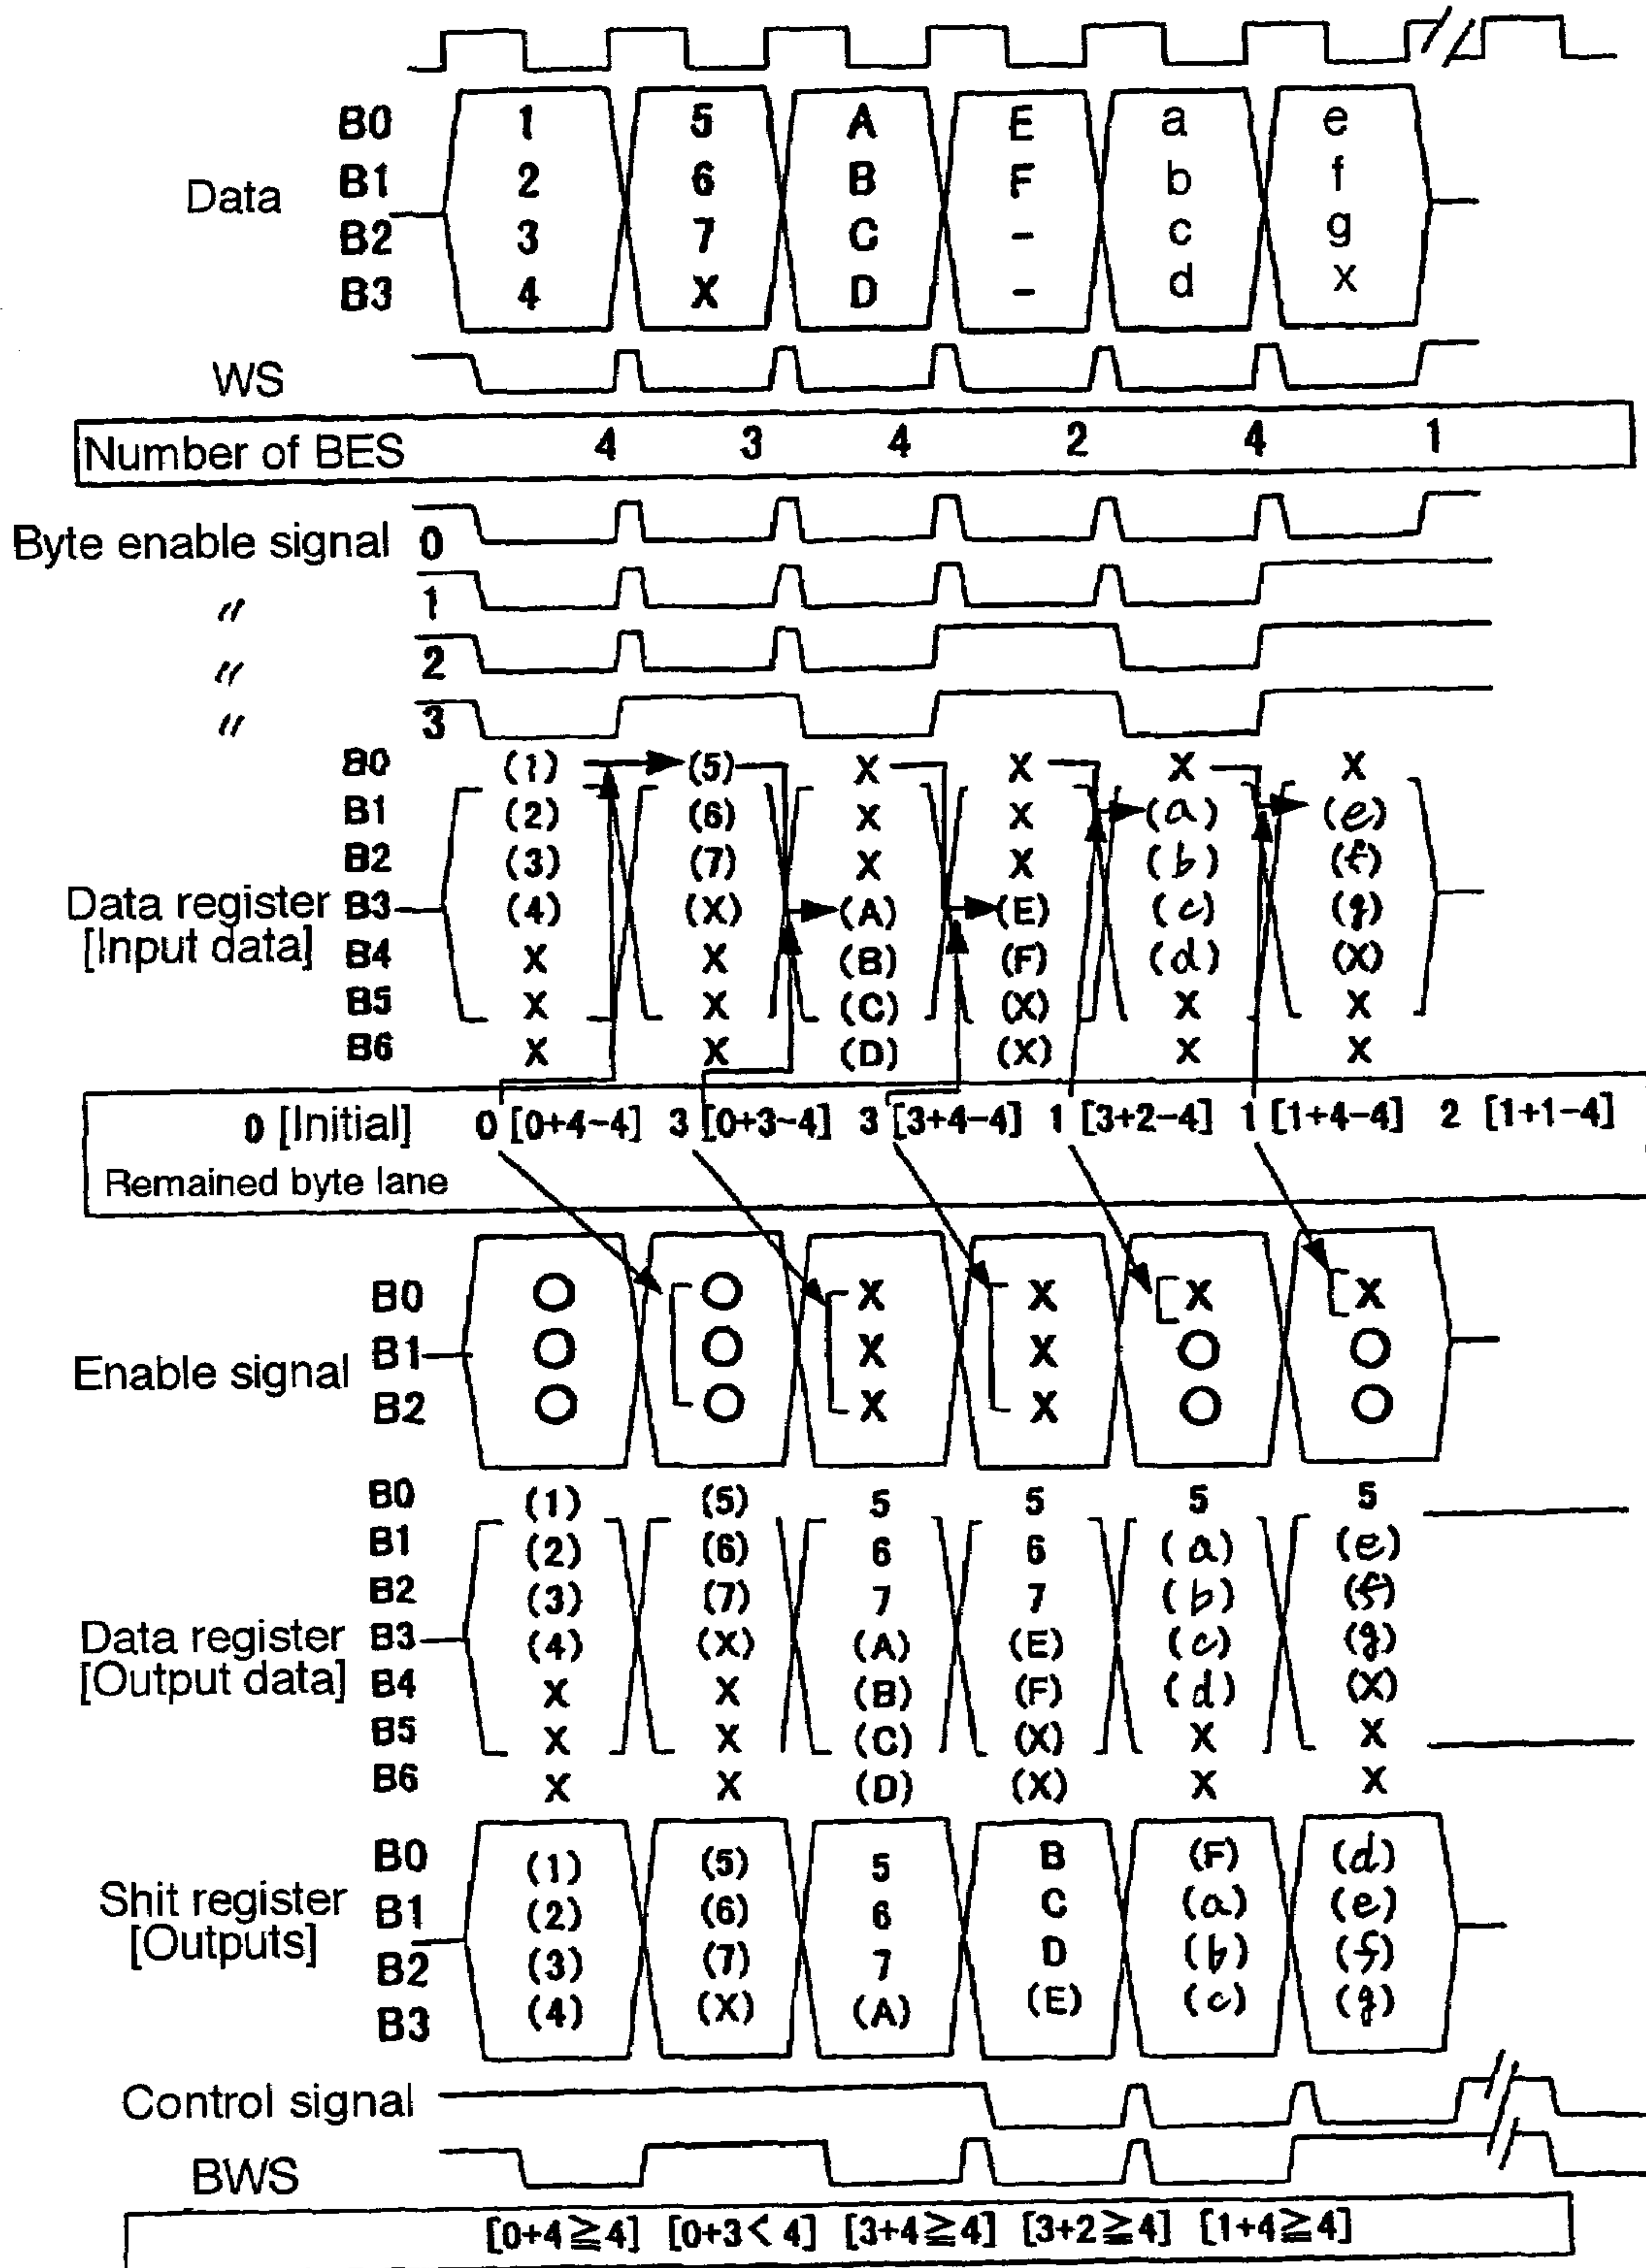 B0 1 5 A E a e
B1 2 6 B F b f
Data
B2 3 7 C - c g
B3 4 X D - d x
WS
Number of BES 4 3 4 2 4 1
Byte enable signal 0
〃 1
〃 2
〃 3
B0 (1) (5) X X X X
B1 (2) (6) X X (a) (e)
B2 (3) (7) X X (b) (f)
Data register B3 (4) (X) (A) (E) (c) (g)
[Input data] B4 X X (B) (F) (d) (X)
B5 X X (C) (X) X X
B6 X X (D) (X) X X
0 [Initial] 0 [0+4-4] 3 [0+3-4] 3 [3+4-4] 1 [3+2-4] 1 [1+4-4] 2 [1+1-4]
Remained byte lane
B0 O O X X X X
Enable signal B1 O O X X O O
B2 O O X X O O
B0 (1) (5) 5 5 5 5
B1 (2) (6) 6 6 (a) (e)
B2 (3) (7) 7 7 (b) (f)
Data register B3 (4) (X) (A) (E) (c) (g)
[Output data] B4 X X (B) (F) (d) (X)
B5 X X (C) (X) X X
B6 X X (D) (X) X X
B0 (1) (5) 5 B (F) (d)
Shit register B1 (2) (6) 6 C (a) (e)
[Outputs] B2 (3) (7) 7 D (b) (f)
B3 (4) (X) (A) (E) (c) (g)
Control signal
BWS
[0+4≧4] [0+3<4] [3+4≧4] [3+2≧4] [1+4≧4]